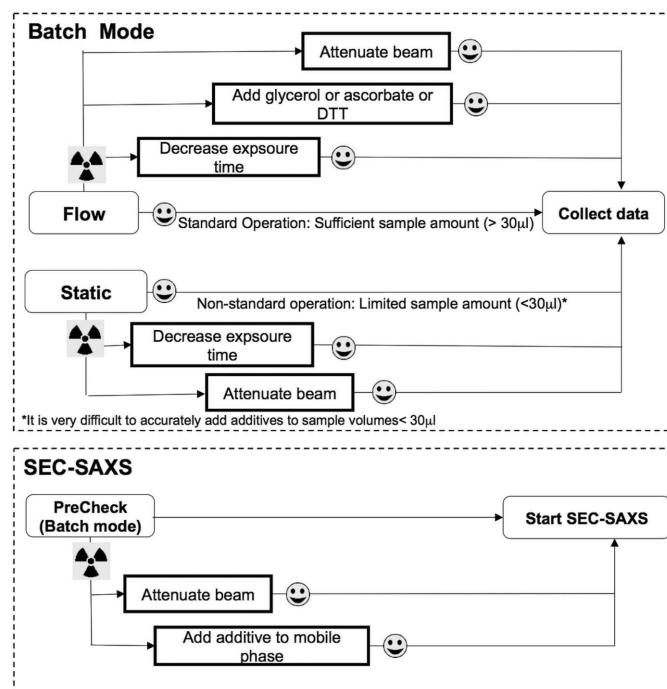 Batch Mode
Attenuate beam
Add glycerol or ascorbate or
DTT
Decrease expsoure
time
Flow
Standard Operation: Sufficient sample amount (> 30µl)
Collect data
Static
Non-standard operation: Limited sample amount (<30µl)*
Decrease expsoure
time
Attenuate beam
*It is very difficult to accurately add additives to sample volumes< 30µl
SEC-SAXS
PreCheck
(Batch mode)
Start SEC-SAXS
Attenuate beam
Add additive to mobile
phase